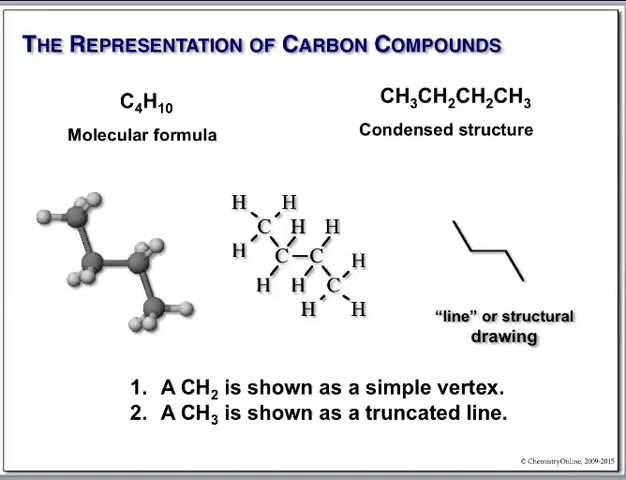 THE REPRESENTATION OF CARBON COMPOUNDS
C₄H₁₀
CH₃CH₂CH₂CH₃
Molecular formula
Condensed structure
H H
C H H
H C C H
H H C
H H
“line” or structural
drawing
1. A CH₂ is shown as a simple vertex.
2. A CH₃ is shown as a truncated line.
© ChemistryOnline, 2009-2015